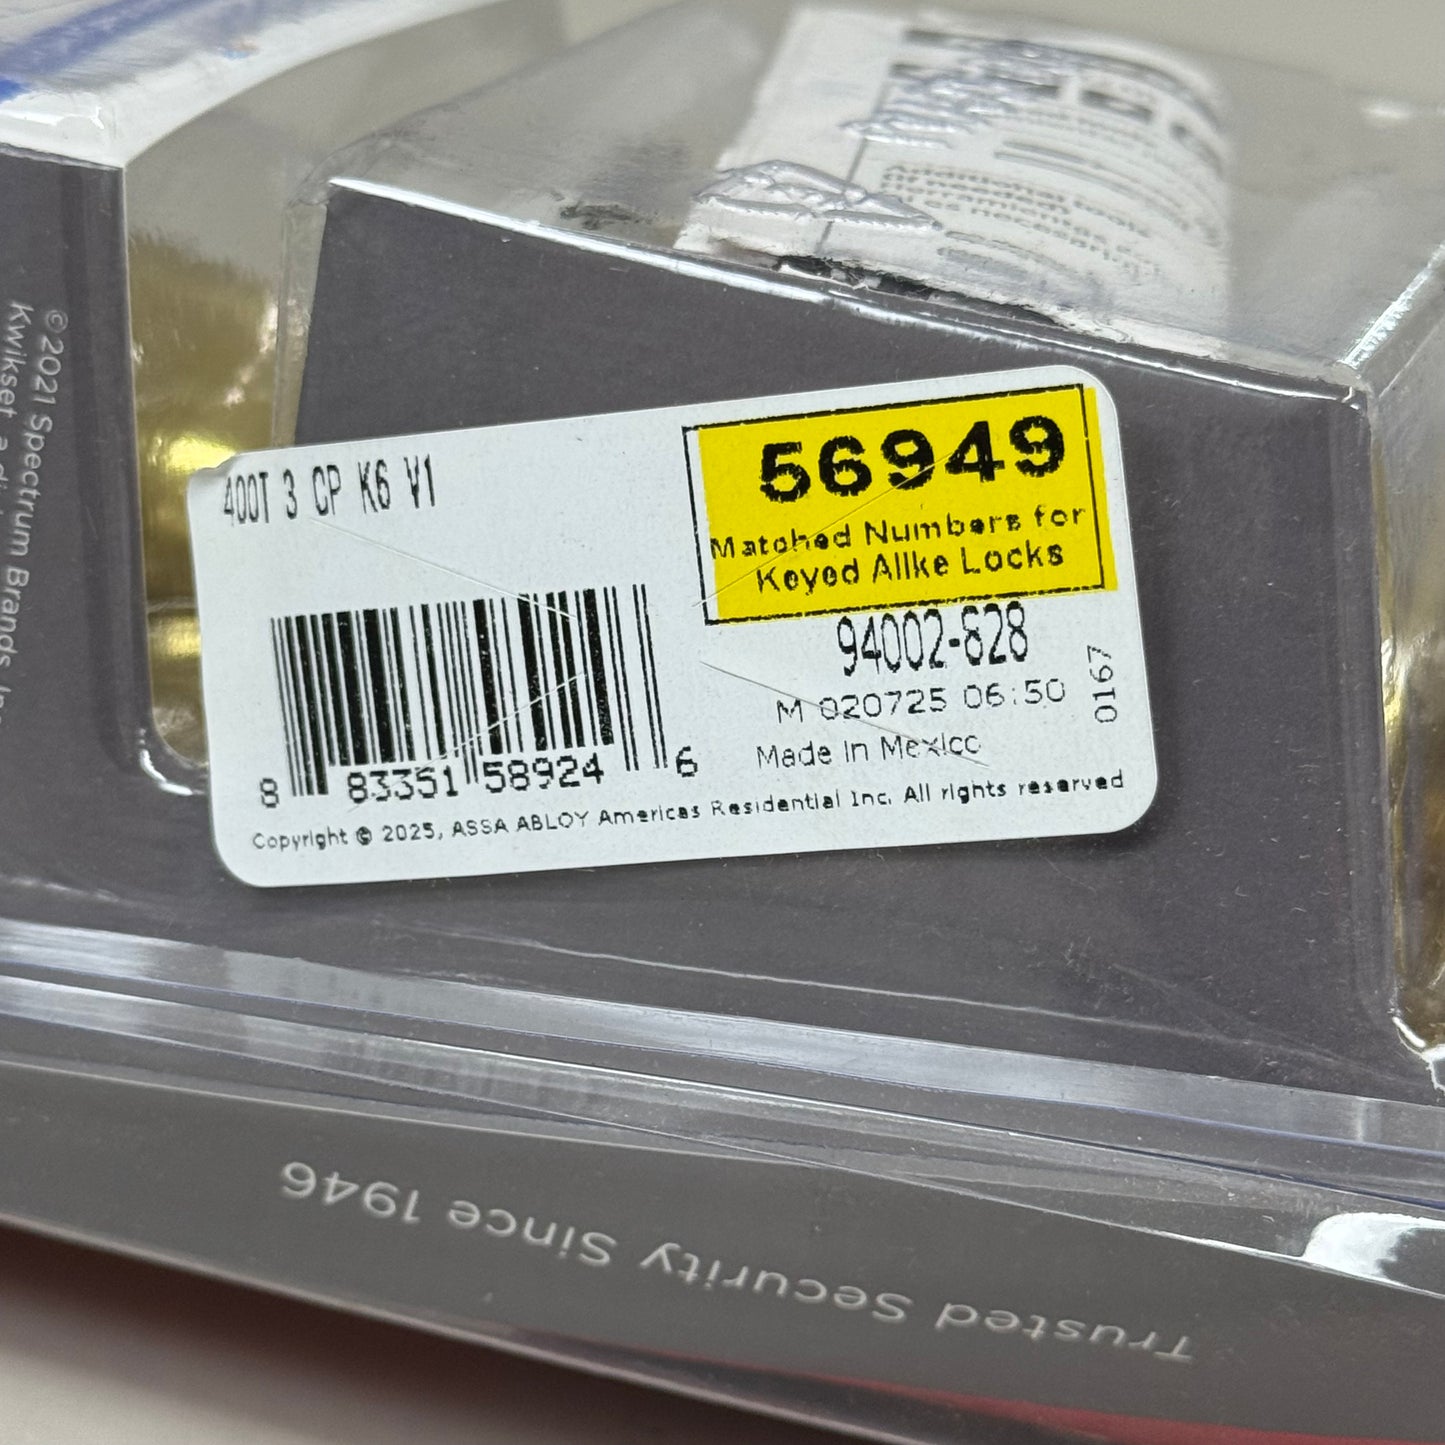 ©2021 Spectrum Brands, Inc.
Kwikset, a
400T 3 CP K6 V1
56949
Matched Numbers for
Keyed Alike Locks
94002-828
M 020725 06:50
0167
Made in Mexico
8 83351 58924 6
Copyright © 2025, ASSA ABLOY Americas Residential Inc. All rights reserved
Additional tools
Trusted Security Since 1946